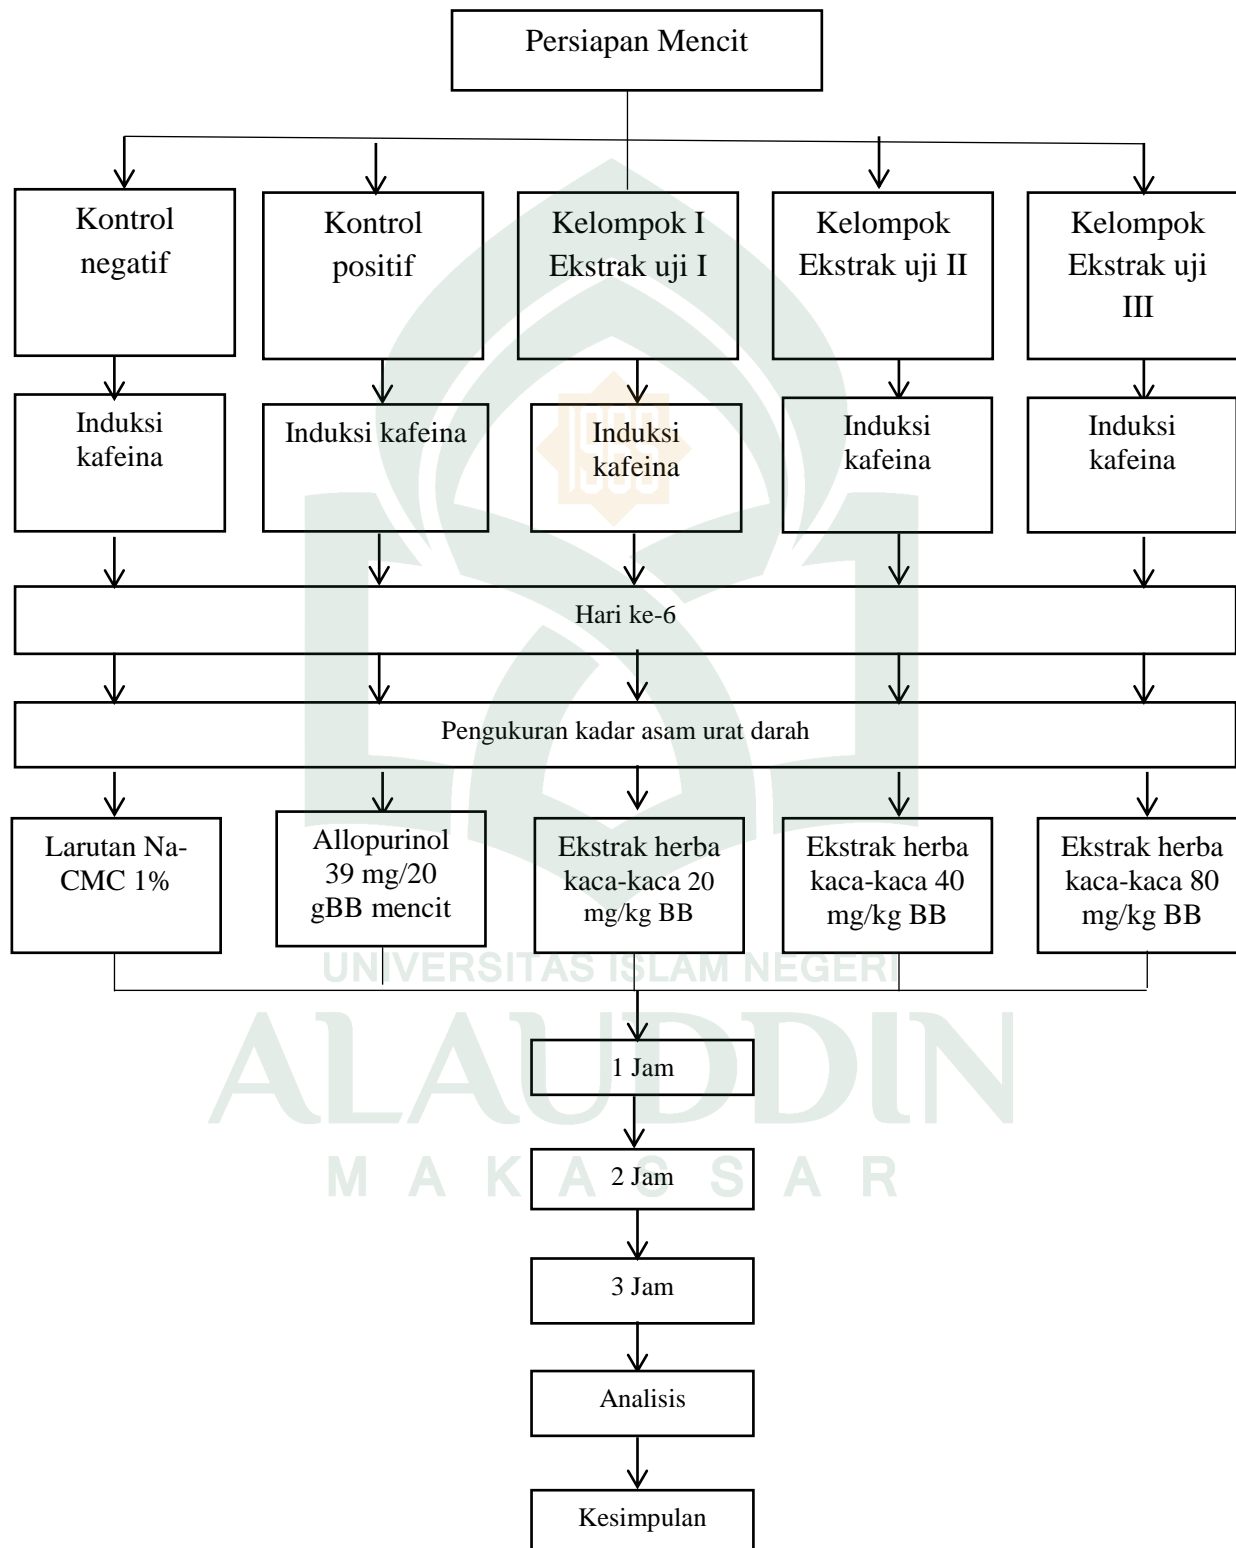 Persiapan Mencit
Kontrol
negatif
Kontrol
positif
Kelompok I
Ekstrak uji I
Kelompok
Ekstrak uji II
Kelompok
Ekstrak uji
III
Induksi
kafeina
Induksi kafeina
Induksi
kafeina
Induksi
kafeina
Induksi
kafeina
Hari ke-6
Pengukuran kadar asam urat darah
Larutan Na-
CMC 1%
Allopurinol
39 mg/20
gBB mencit
Ekstrak herba
kaca-kaca 20
mg/kg BB
Ekstrak herba
kaca-kaca 40
mg/kg BB
Ekstrak herba
kaca-kaca 80
mg/kg BB
UNIVERSITAS ISLAM NEGERI
ALAUDDIN
MAKASSAR
1 Jam
2 Jam
3 Jam
Analisis
Kesimpulan